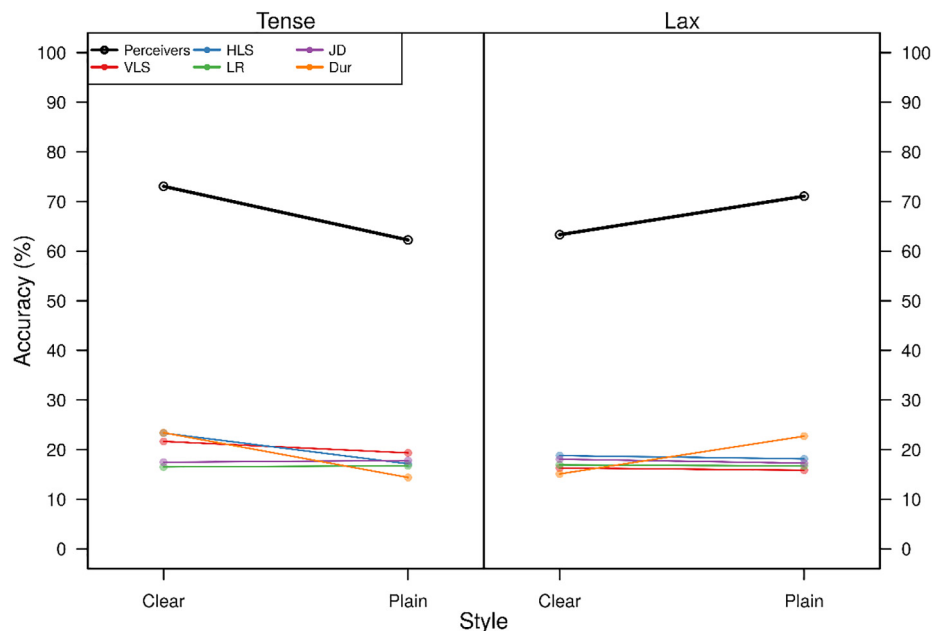 Tense Lax
Perceivers HLS JD
VLS LR Dur
100 100
90 90
80 80
70 70
60 60
50 50
40 40
30 30
20 20
10 10
0 0
Accuracy (%)
Clear Plain Clear Plain
Style